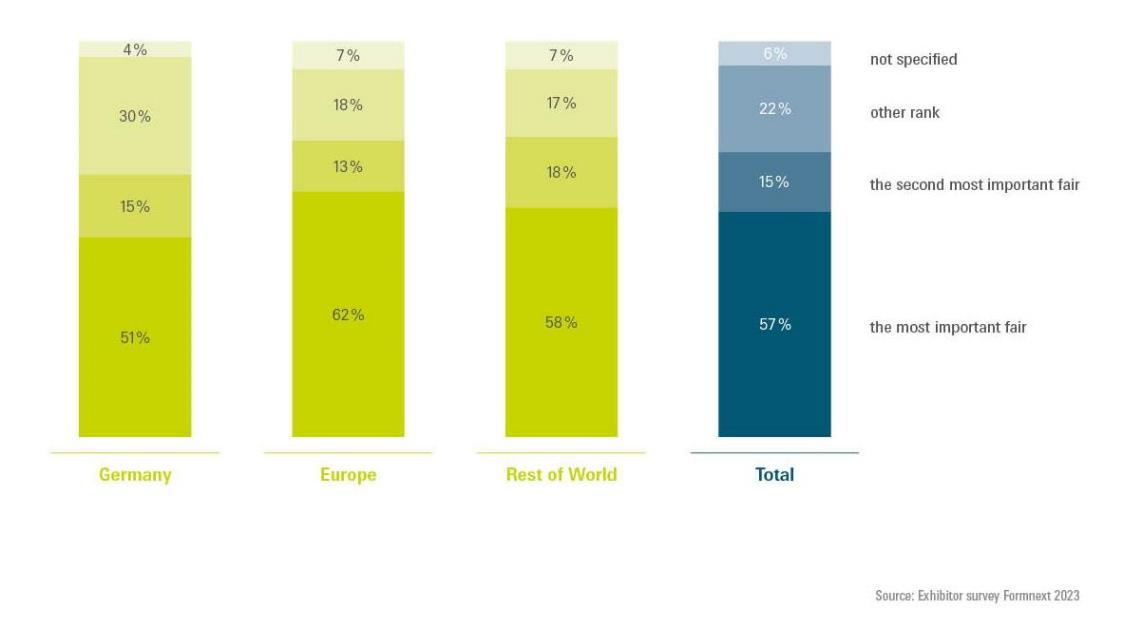 4%
7%
7%
6%
not specified
30%
18%
17%
22%
other rank
15%
13%
18%
15%
the second most important fair
51%
62%
58%
57%
the most important fair
Germany
Europe
Rest of World
Total
Source: Exhibitor survey Formnext 2023